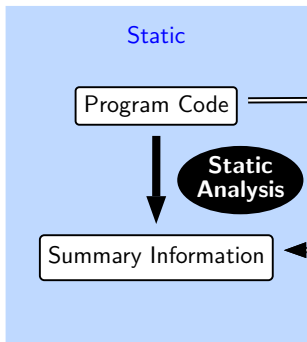 Static
Program Code
Static
Analysis
Summary Information